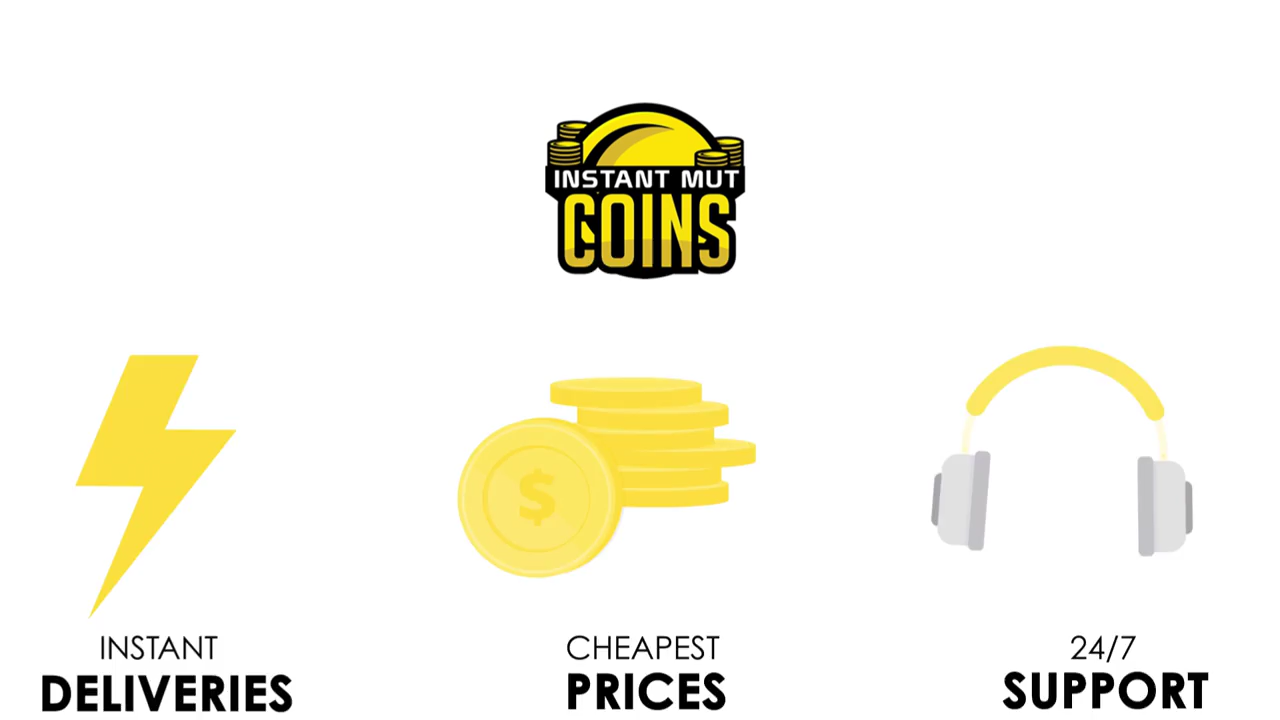 INSTANT MUT
COINS
$
INSTANT
DELIVERIES
CHEAPEST
PRICES
24/7
SUPPORT